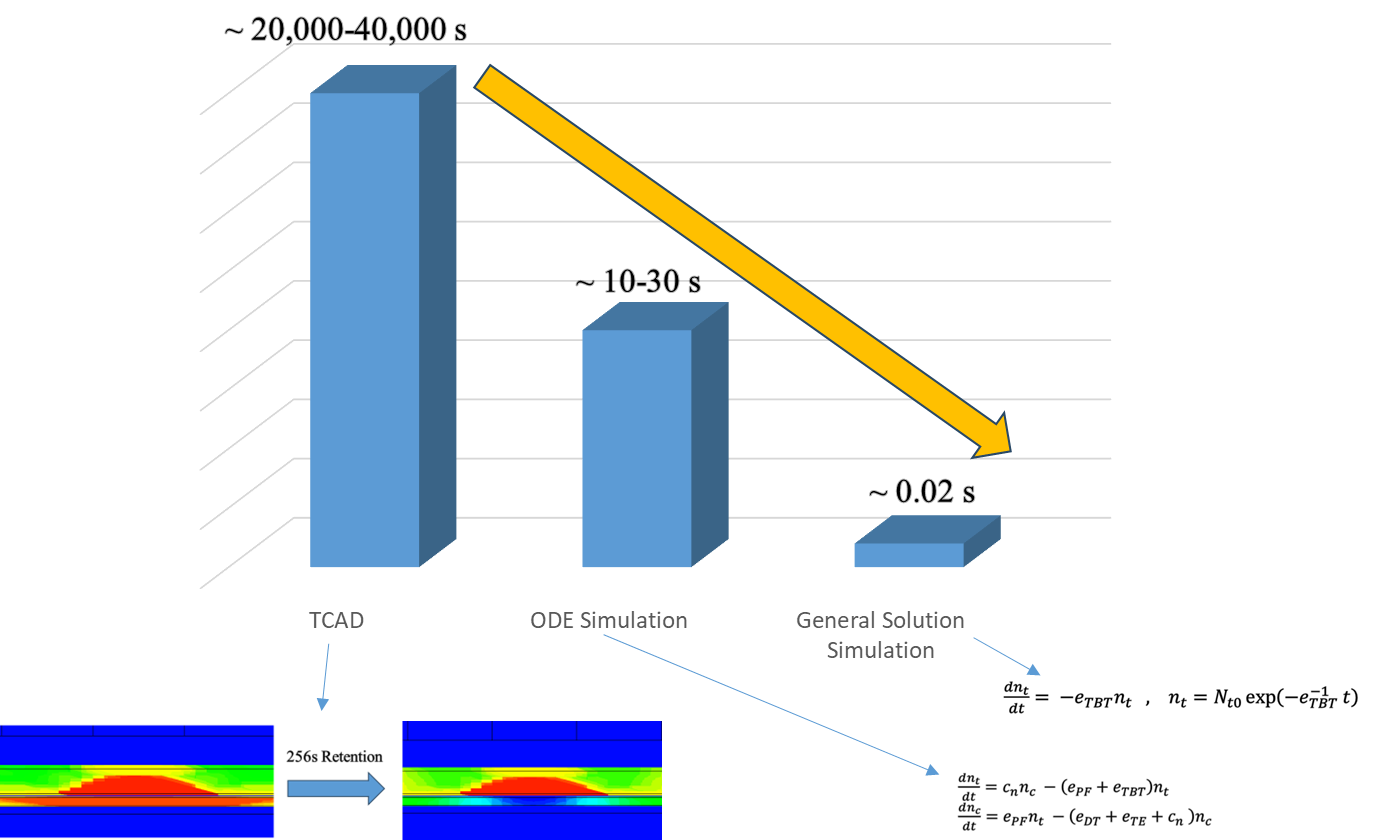 ~ 20,000-40,000 s
~ 10-30 s
~ 0.02 s
TCAD
ODE Simulation
General Solution
Simulation
dn_t/dt = −e_TBT n_t , n_t = N_t0 exp(−e_TBT^−1 t)
256s Retention
dn_t/dt = c_n n_c − (e_PF + e_TBT)n_t
dn_c/dt = e_PF n_t − (e_DT + e_TE + c_n )n_c